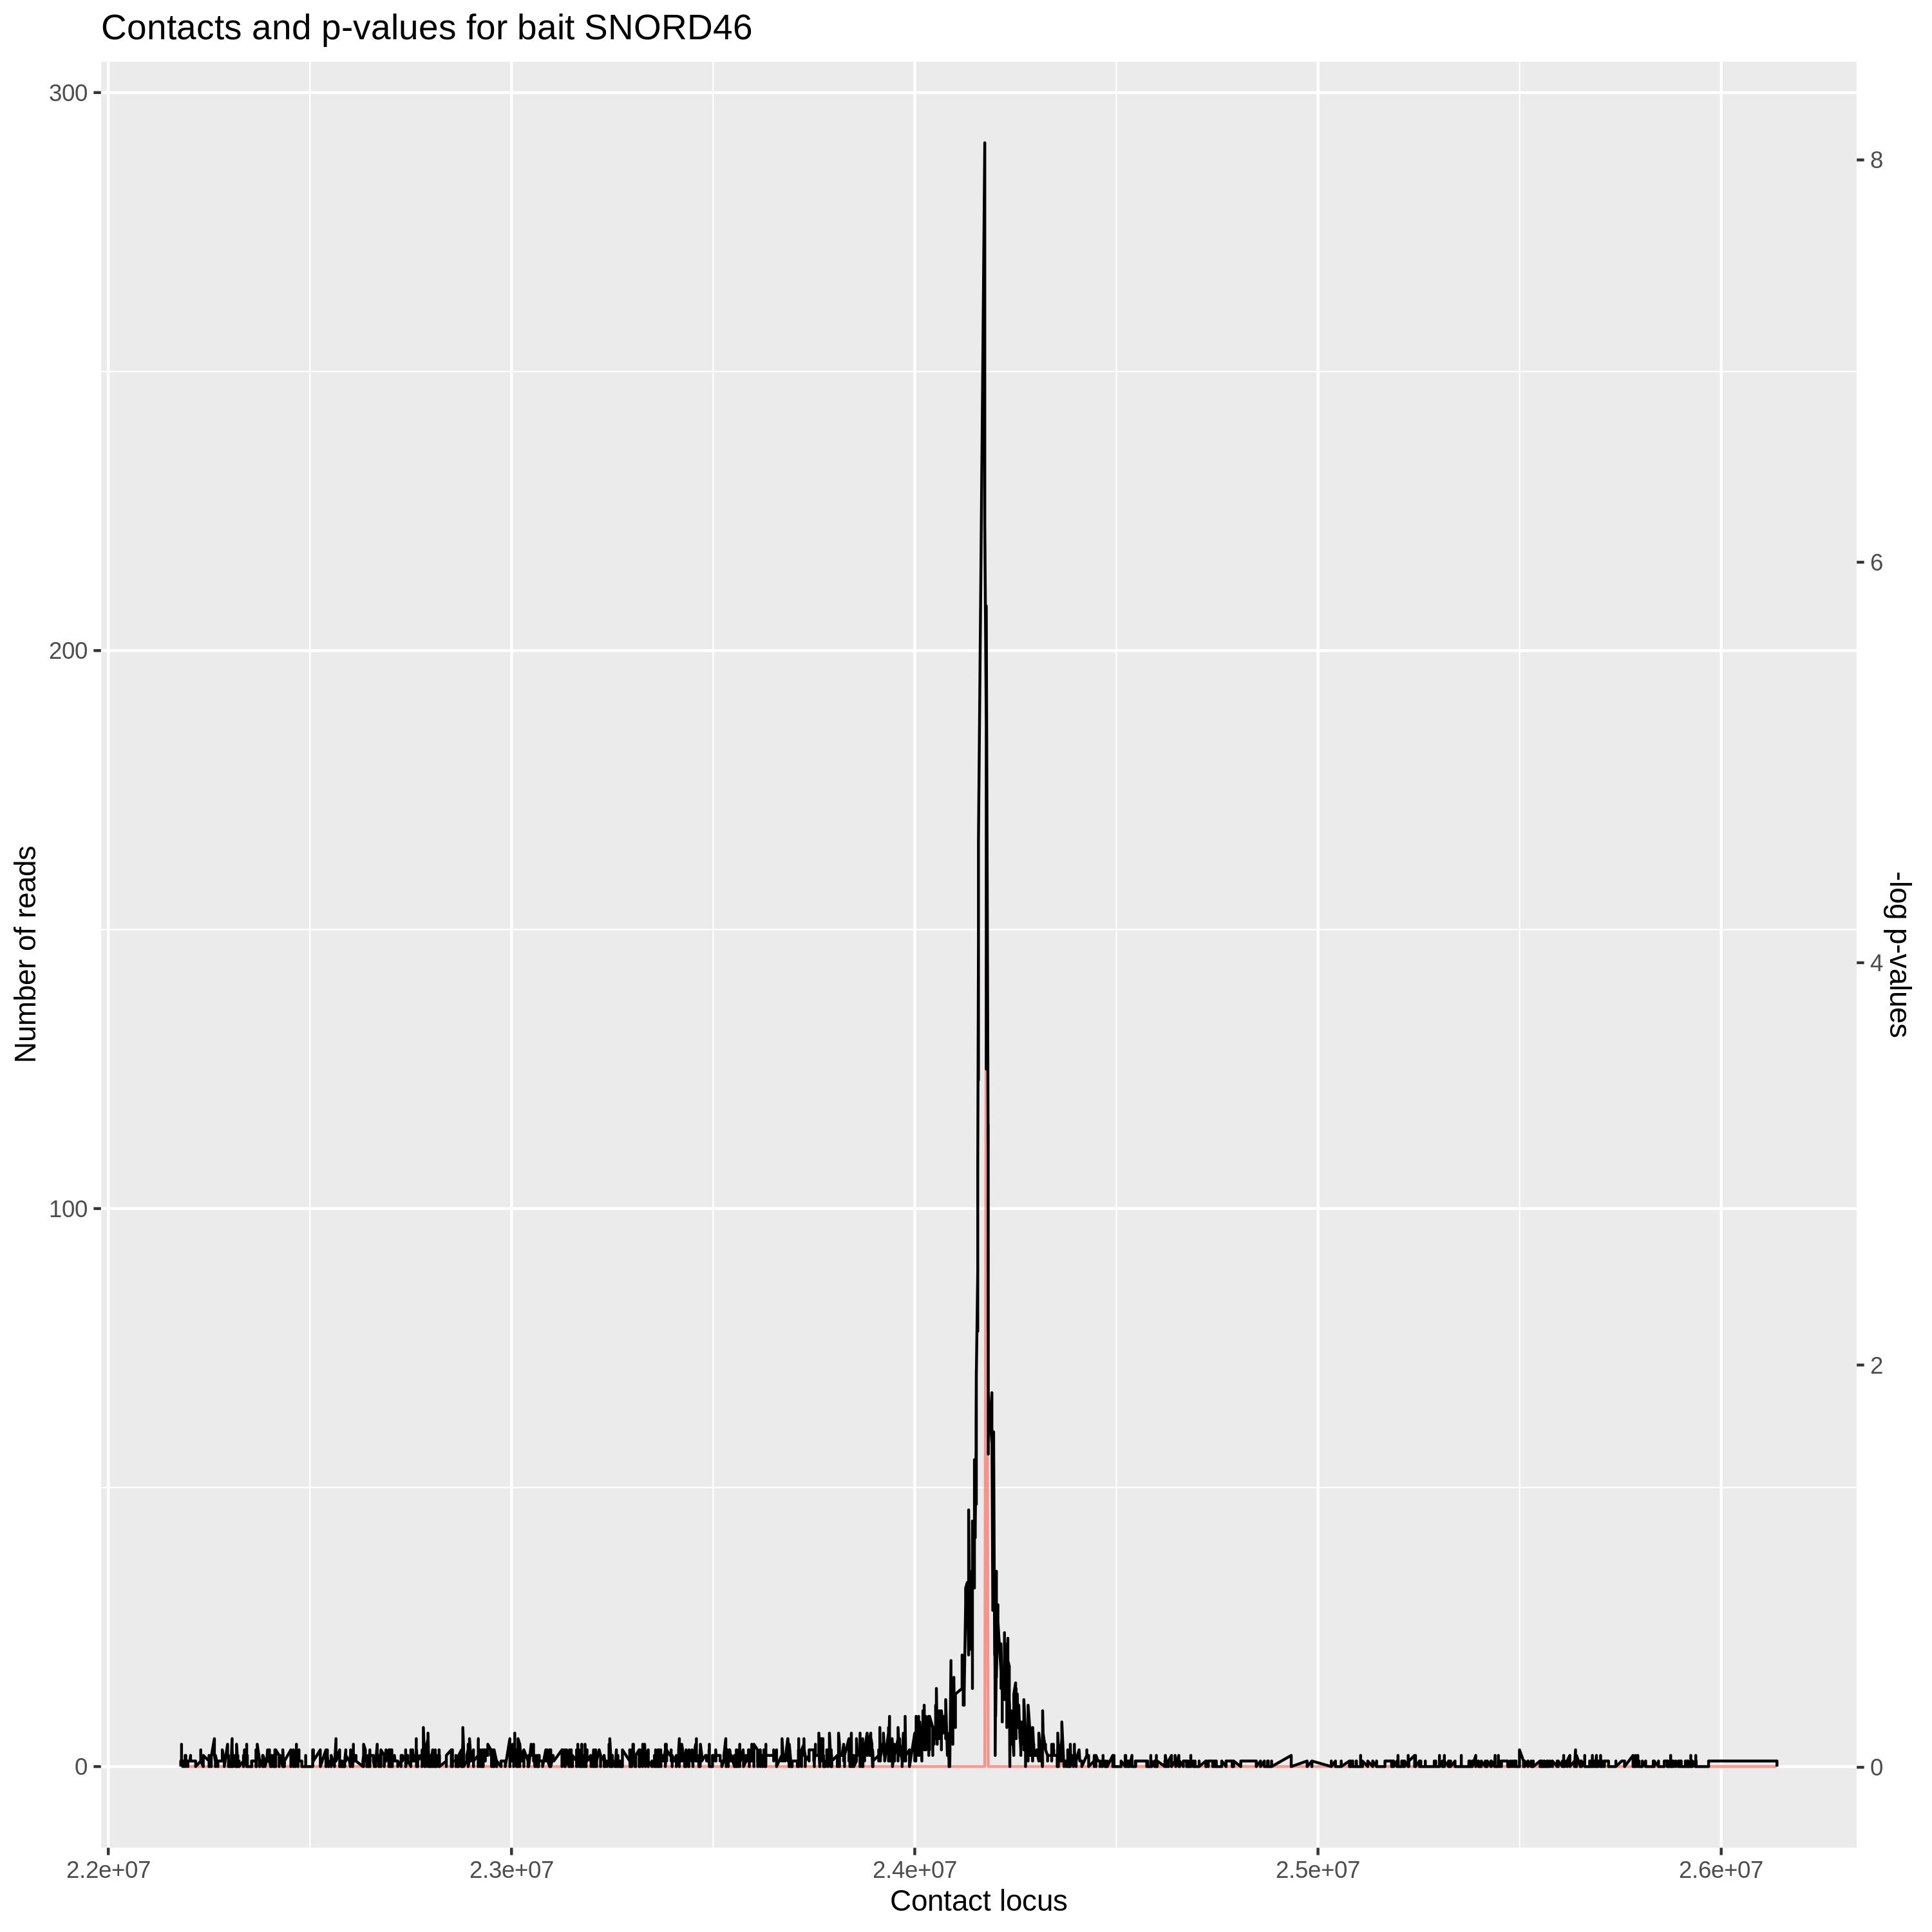 Contacts and p-values for bait SNORD46
300
200
100
0
8
6
4
2
0
Number of reads
-log p-values
2.2e+07
2.3e+07
2.4e+07
2.5e+07
2.6e+07
Contact locus